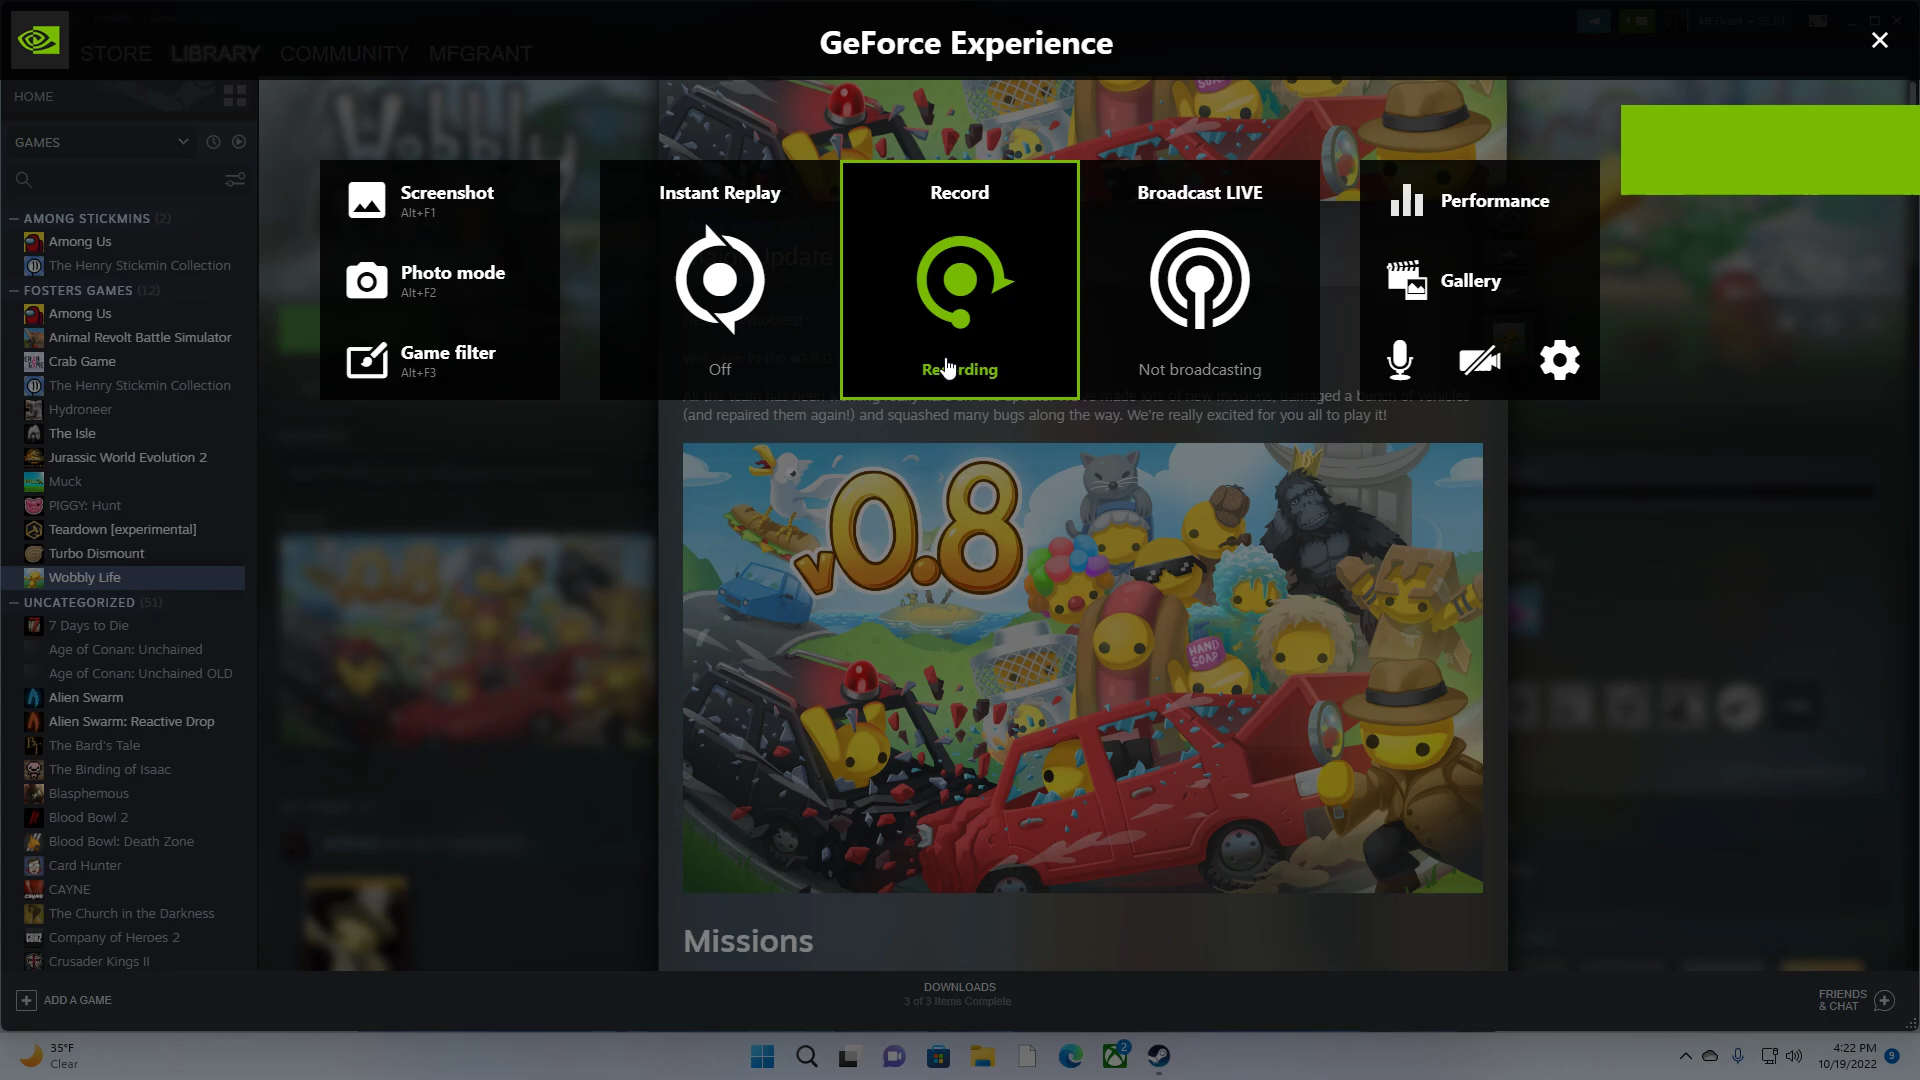 GeForce Experience
STORE
LIBRARY
COMMUNITY
MFGRANT
HOME
GAMES
AMONG STICKMINS (2)
Among Us
The Henry Stickmin Collection
FOSTERS GAMES (12)
Among Us
Animal Revolt Battle Simulator
Crab Game
The Henry Stickmin Collection
Hydroneer
The Isle
Jurassic World Evolution 2
Muck
PIGGY: Hunt
Teardown [experimental]
Turbo Dismount
Wobbly Life
UNCATEGORIZED (51)
7 Days to Die
Age of Conan: Unchained
Age of Conan: Unchained OLD
Alien Swarm
Alien Swarm: Reactive Drop
The Bard's Tale
The Binding of Isaac
Blasphemous
Blood Bowl 2
Blood Bowl: Death Zone
Card Hunter
CAYNE
The Church in the Darkness
Company of Heroes 2
Crusader Kings II
ADD A GAME
Screenshot
Alt+F1
Photo mode
Alt+F2
Game filter
Alt+F3
Instant Replay
Off
Record
Recording
Broadcast LIVE
Not broadcasting
Performance
Gallery
Wobbly
Update
(and repaired them again!) and squashed many bugs along the way. We're really excited for you all to play it!
v0.8
HAND
SOAP
Missions
DOWNLOADS
3 of 3 Items Complete
FRIENDS
& CHAT
35°F
Clear
2
4:22 PM
10/19/2022
9